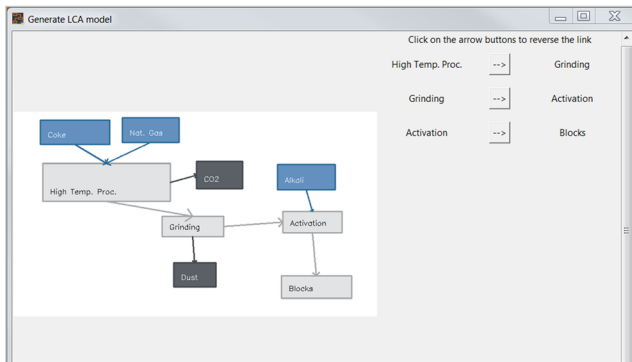 Generate LCA model
Click on the arrow buttons to reverse the link
High Temp. Proc. --> Grinding
Grinding --> Activation
Activation --> Blocks
Coke
Nat. Gas
High Temp. Proc.
CO2
Alkali
Grinding
Activation
Dust
Blocks